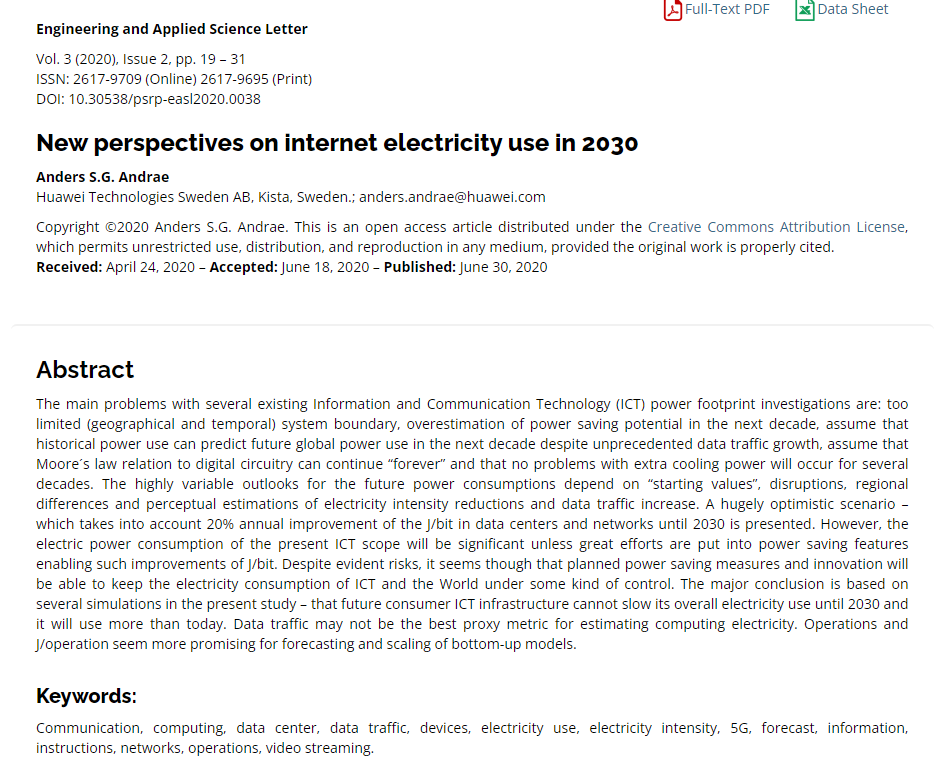 Full-Text PDF Data Sheet
Engineering and Applied Science Letter
Vol. 3 (2020), Issue 2, pp. 19 – 31
ISSN: 2617-9709 (Online) 2617-9695 (Print)
DOI: 10.30538/psrp-easl2020.0038
New perspectives on internet electricity use in 2030
Anders S.G. Andrae
Huawei Technologies Sweden AB, Kista, Sweden.; anders.andrae@huawei.com
Copyright ©2020 Anders S.G. Andrae. This is an open access article distributed under the Creative Commons Attribution License,
which permits unrestricted use, distribution, and reproduction in any medium, provided the original work is properly cited.
Received: April 24, 2020 – Accepted: June 18, 2020 – Published: June 30, 2020
Abstract
The main problems with several existing Information and Communication Technology (ICT) power footprint investigations are: too
limited (geographical and temporal) system boundary, overestimation of power saving potential in the next decade, assume that
historical power use can predict future global power use in the next decade despite unprecedented data traffic growth, assume that
Moore´s law relation to digital circuitry can continue “forever” and that no problems with extra cooling power will occur for several
decades. The highly variable outlooks for the future power consumptions depend on “starting values”, disruptions, regional
differences and perceptual estimations of electricity intensity reductions and data traffic increase. A hugely optimistic scenario –
which takes into account 20% annual improvement of the J/bit in data centers and networks until 2030 is presented. However, the
electric power consumption of the present ICT scope will be significant unless great efforts are put into power saving features
enabling such improvements of J/bit. Despite evident risks, it seems though that planned power saving measures and innovation will
be able to keep the electricity consumption of ICT and the World under some kind of control. The major conclusion is based on
several simulations in the present study – that future consumer ICT infrastructure cannot slow its overall electricity use until 2030 and
it will use more than today. Data traffic may not be the best proxy metric for estimating computing electricity. Operations and
J/operation seem more promising for forecasting and scaling of bottom-up models.
Keywords:
Communication, computing, data center, data traffic, devices, electricity use, electricity intensity, 5G, forecast, information,
instructions, networks, operations, video streaming.